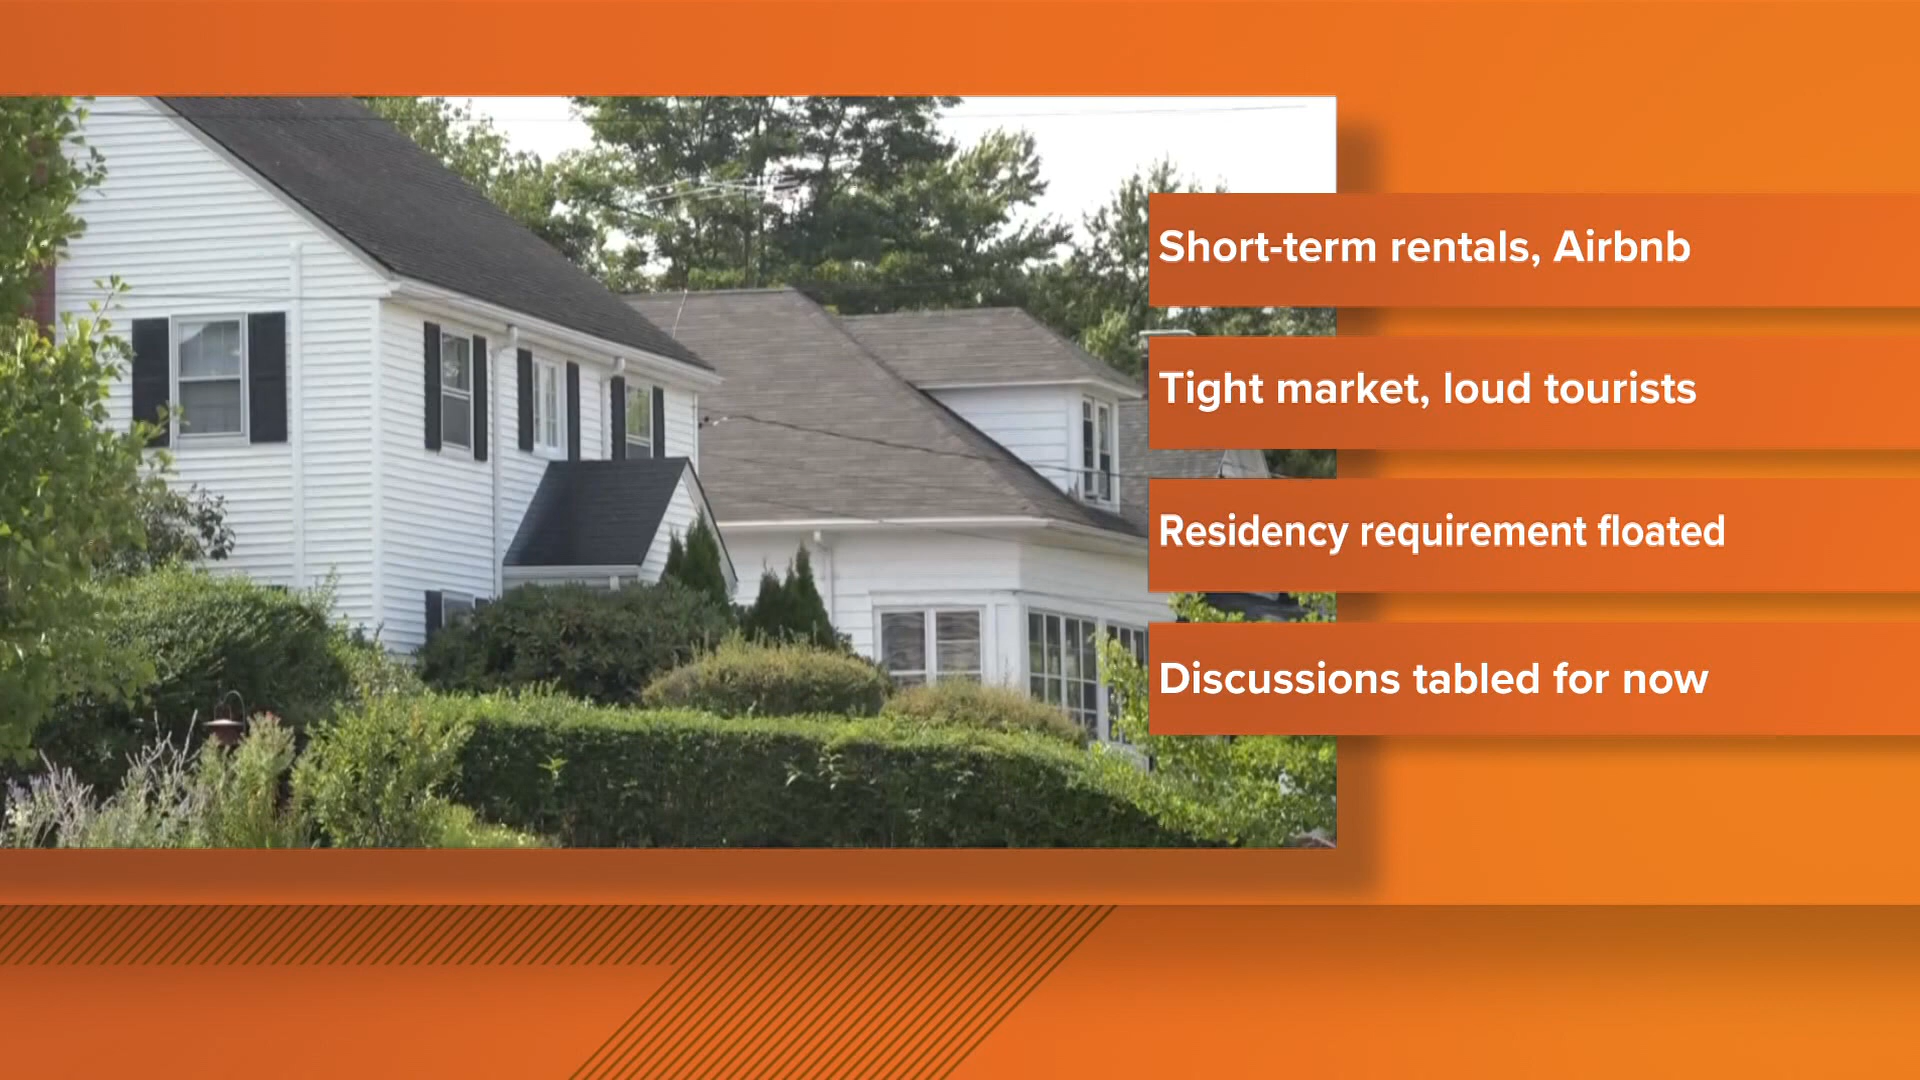 Short-term rentals, Airbnb
Tight market, loud tourists
Residency requirement floated
Discussions tabled for now